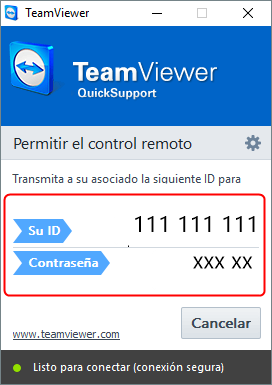 TeamViewer
TeamViewer
QuickSupport
Permitir el control remoto
Transmita a su asociado la siguiente ID para
Su ID 111 111 111
Contraseña xxx xx
www.teamviewer.com
Cancelar
Listo para conectar (conexión segura)